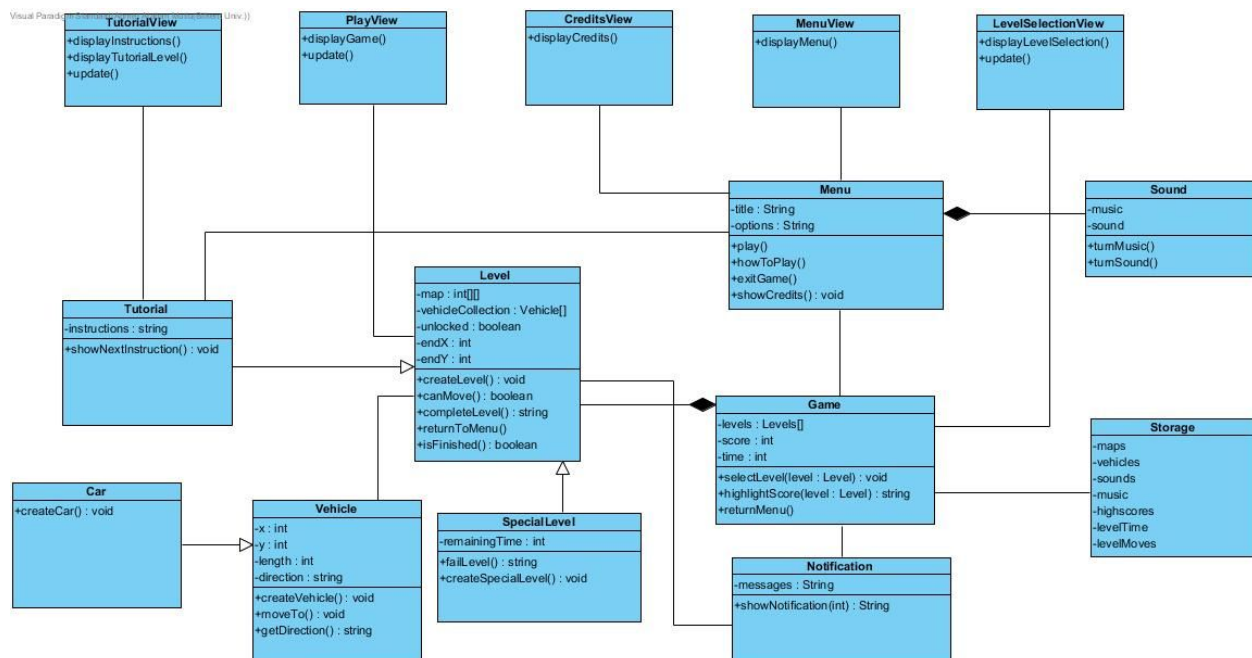 Visual Paradigm
Univ.))
TutorialView
+displayInstructions()
+displayTutorialLevel()
+update()
PlayView
+displayGame()
+update()
CreditsView
+displayCredits()
MenuView
+displayMenu()
LevelSelectionView
+displayLevelSelection()
+update()
Menu
-title : String
-options : String
+play()
+howToPlay()
+exitGame()
+showCredits() : void
Sound
-music
-sound
+turnMusic()
+turnSound()
Level
-map : int[][]
-vehicleCollection : Vehicle[]
-unlocked : boolean
-endX : int
-endY : int
+createLevel() : void
+canMove() : boolean
+completeLevel() : string
+returnToMenu()
+isFinished() : boolean
Tutorial
-instructions : string
+showNextInstruction() : void
Game
-levels : Levels[]
-score : int
-time : int
+selectLevel(level : Level) : void
+highlightScore(level : Level) : string
+returnMenu()
Storage
-maps
-vehicles
-sounds
-music
-highscores
-levelTime
-levelMoves
Car
+createCar() : void
Vehicle
-x : int
-y : int
-length : int
-direction : string
+createVehicle() : void
+moveTo() : void
+getDirection() : string
SpecialLevel
-remainingTime : int
+failLevel() : string
+createSpecialLevel() : void
Notification
-messages : String
+showNotification(int) : String